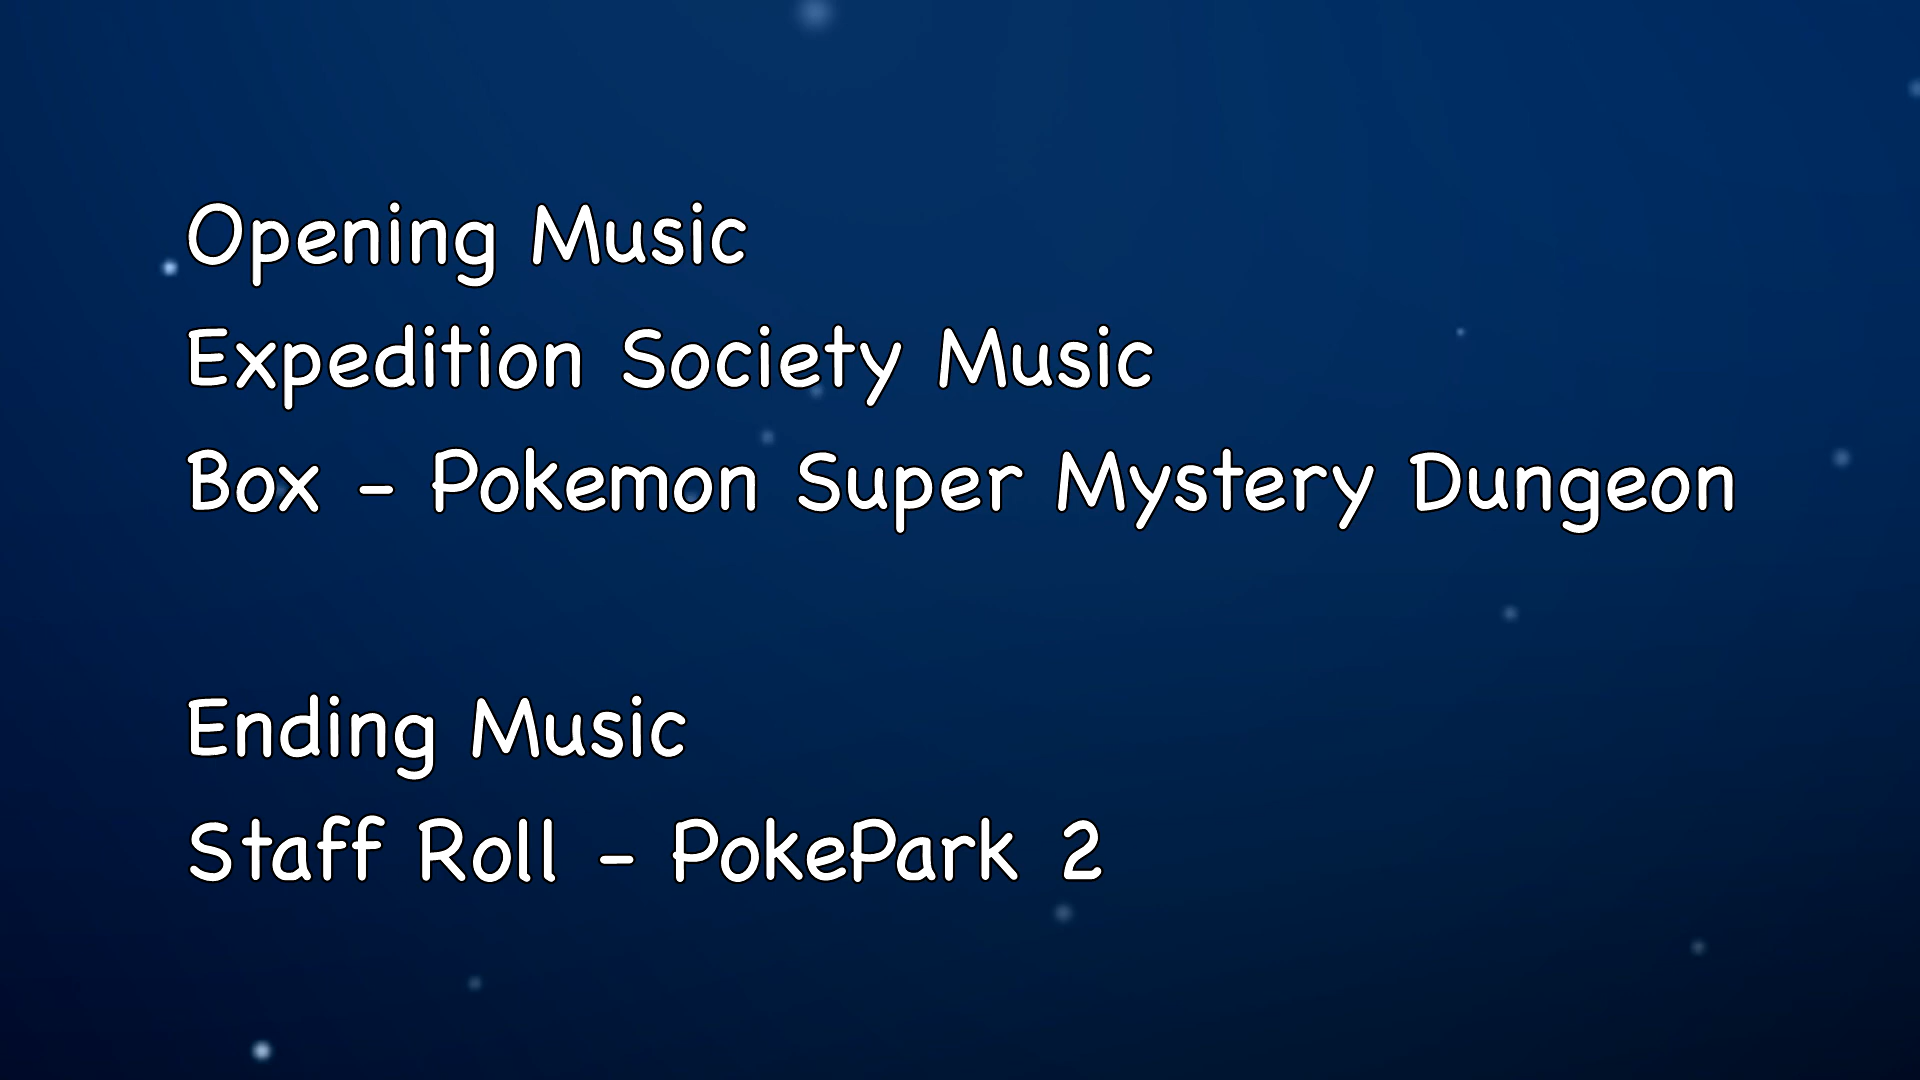 Opening Music
Expedition Society Music
Box - Pokemon Super Mystery Dungeon
Ending Music
Staff Roll - PokePark 2